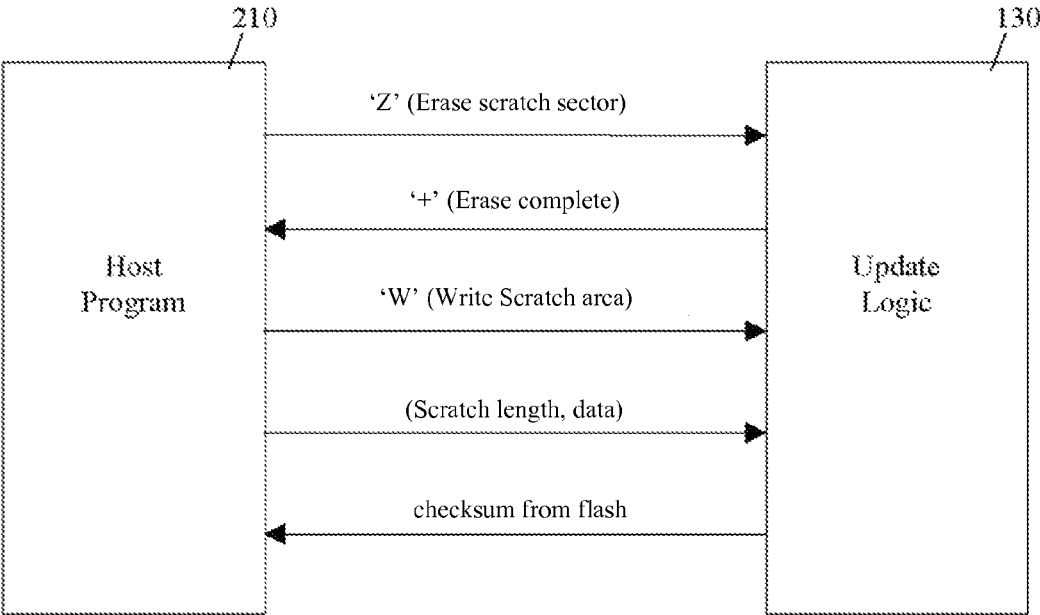 210
130
‘Z’ (Erase scratch sector)
‘+’ (Erase complete)
Host
Program
Update
Logic
‘W’ (Write Scratch area)
(Scratch length, data)
checksum from flash